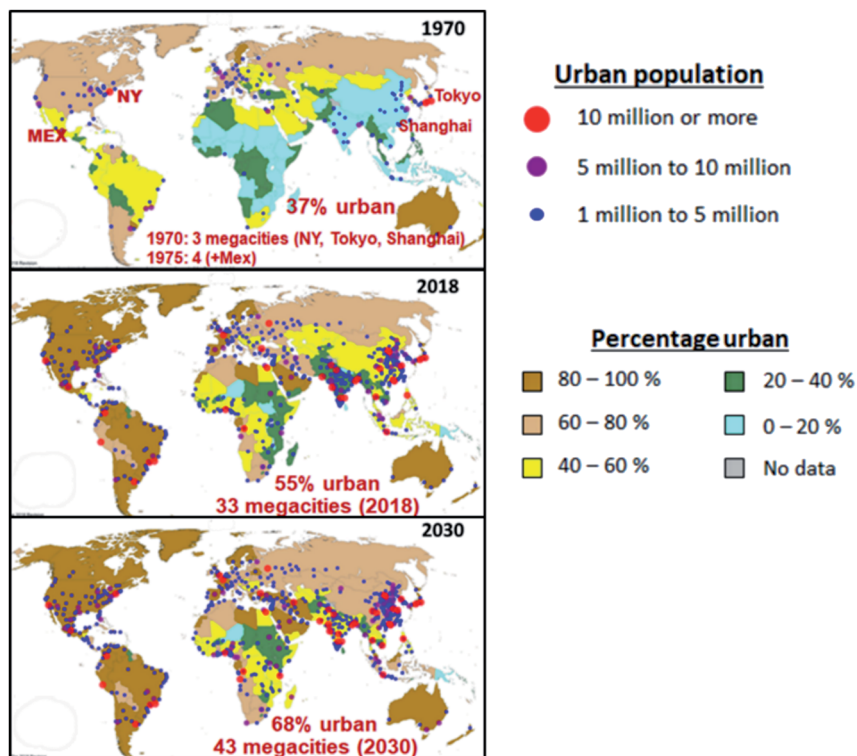 1970
NY
Tokyo
Shanghai
MEX
37% urban
1970: 3 megacities (NY, Tokyo, Shanghai)
1975: 4 (+Mex)
2018
55% urban
33 megacities (2018)
2030
68% urban
43 megacities (2030)
Urban population
10 million or more
5 million to 10 million
1 million to 5 million
Percentage urban
80 – 100 %
20 – 40 %
60 – 80 %
0 – 20 %
40 – 60 %
No data